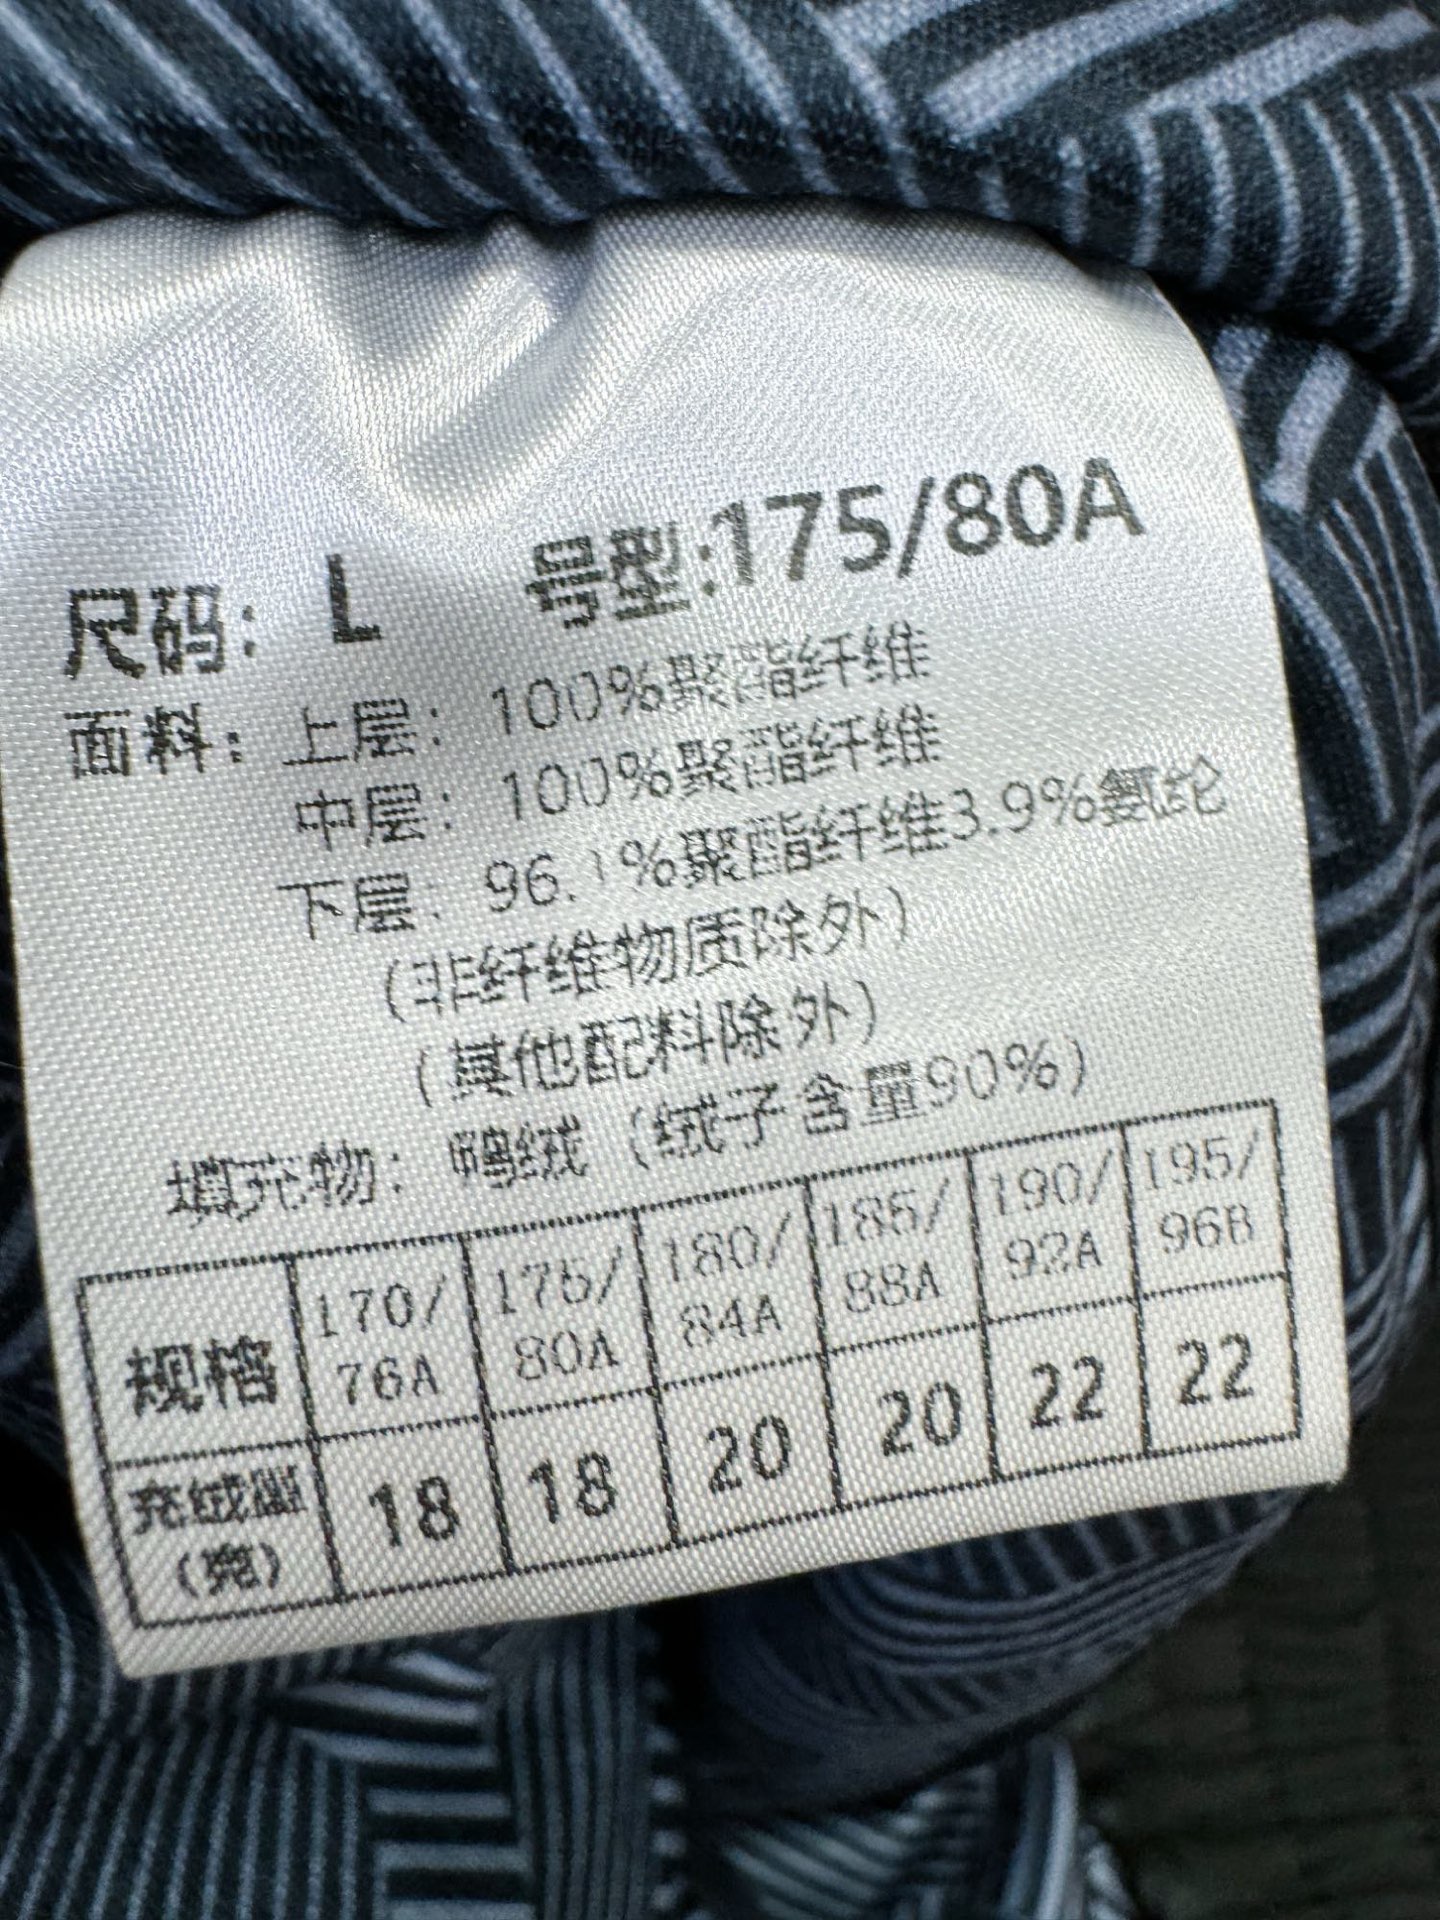 尺码: L 号型:175/80A
面料: 上层: 100%聚酯纤维
中层: 100%聚酯纤维
下层: 96.1%聚酯纤维3.9%氨纶
(非纤维物质除外)
(其他配料除外)
填充物: 鸭绒 (绒子含量90%)
规格 170/76A 175/80A 180/84A 185/88A 190/92A 195/96B
充绒量(克) 18 18 20 20 22 22